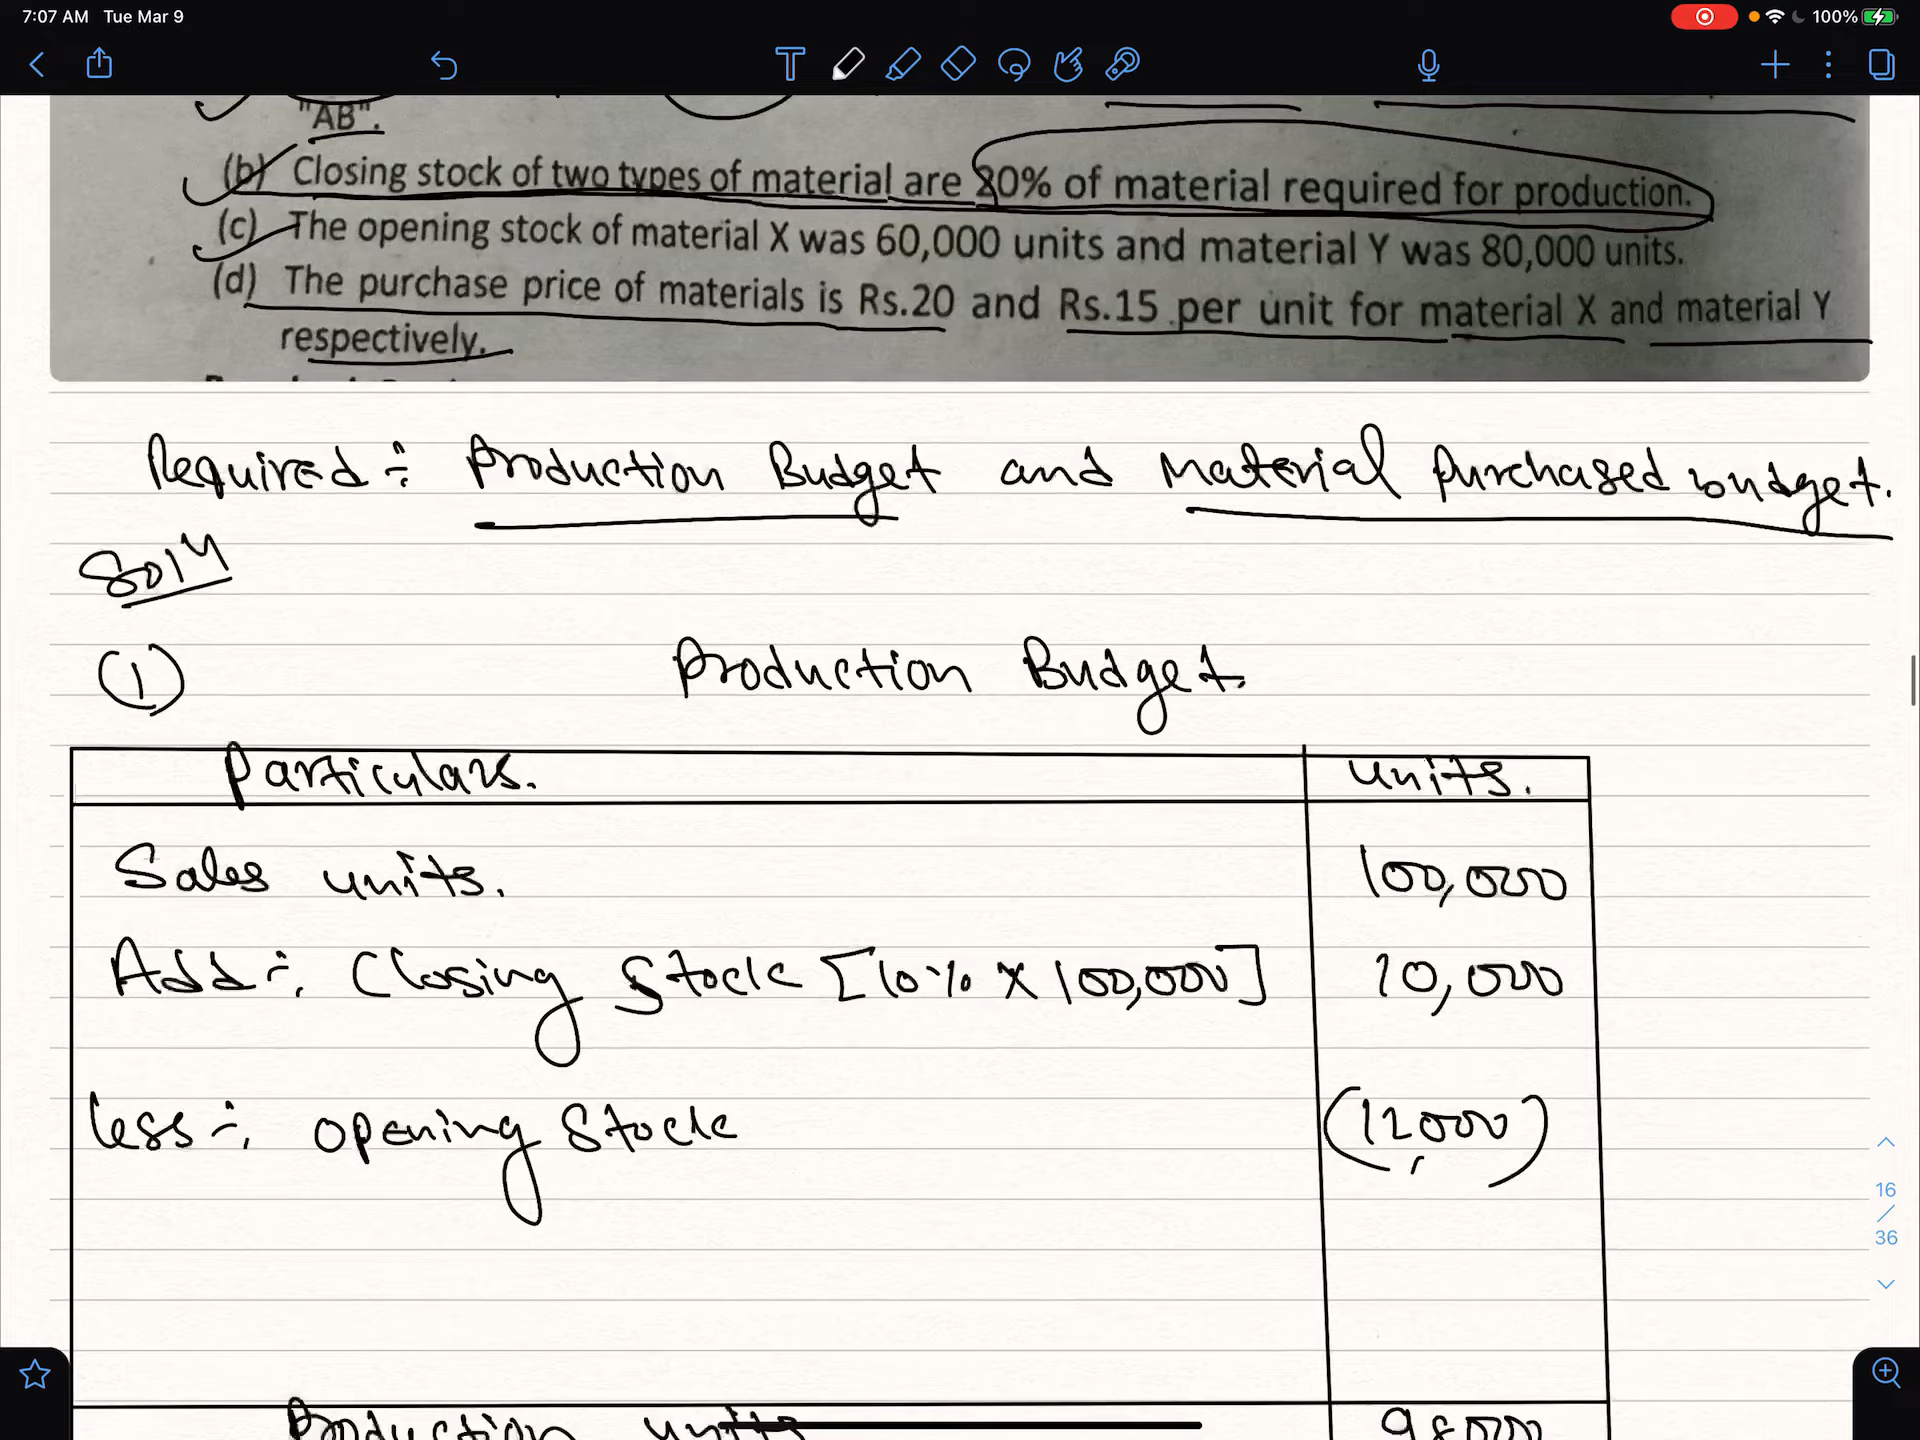 7:07 AM Tue Mar 9
100%
"AB".
(b) Closing stock of two types of material are 20% of material required for production.
(c) The opening stock of material X was 60,000 units and material Y was 80,000 units.
(d) The purchase price of materials is Rs.20 and Rs.15 per unit for material X and material Y
respectively.
Required :- Production Budget and Material purchased budget.
Soln
(1) Production Budget.
Particulars. units.
Sales units. 100,000
Add :- Closing Stock [10% × 100,000] 10,000
less :- opening Stock (12,000)
16
/
36
Production units 98000